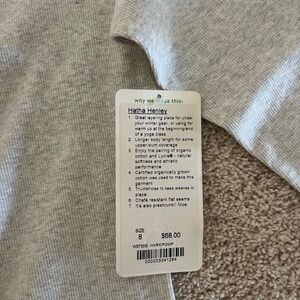 why we made this:
Hatha Henley
1. Great layering piece for under
your winter gear, or using for
warm up at the beginning/end
of a yoga class
2. Longer body length for some
upper-bum coverage
3. Enjoy the pairing of organic
cotton and Lycra® - natural
softness and athletic
performance
4. Certified organically grown
cotton was used to make this
garment
5. Thumbholes to keep sleeves in
place
6. Chafe resistant flat seams
7. It's also preshrunk! Nice.
SIZE
8 $68.00